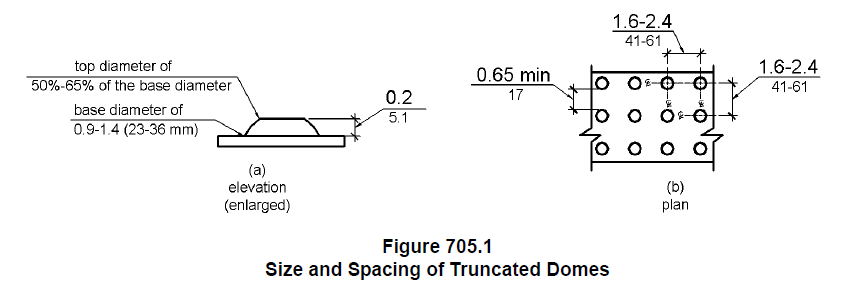 top diameter of
50%-65% of the base diameter
base diameter of
0.9-1.4 (23-36 mm)
0.2
5.1
(a)
elevation
(enlarged)
1.6-2.4
41-61
0.65 min
17
1.6-2.4
41-61
(b)
plan
Figure 705.1
Size and Spacing of Truncated Domes